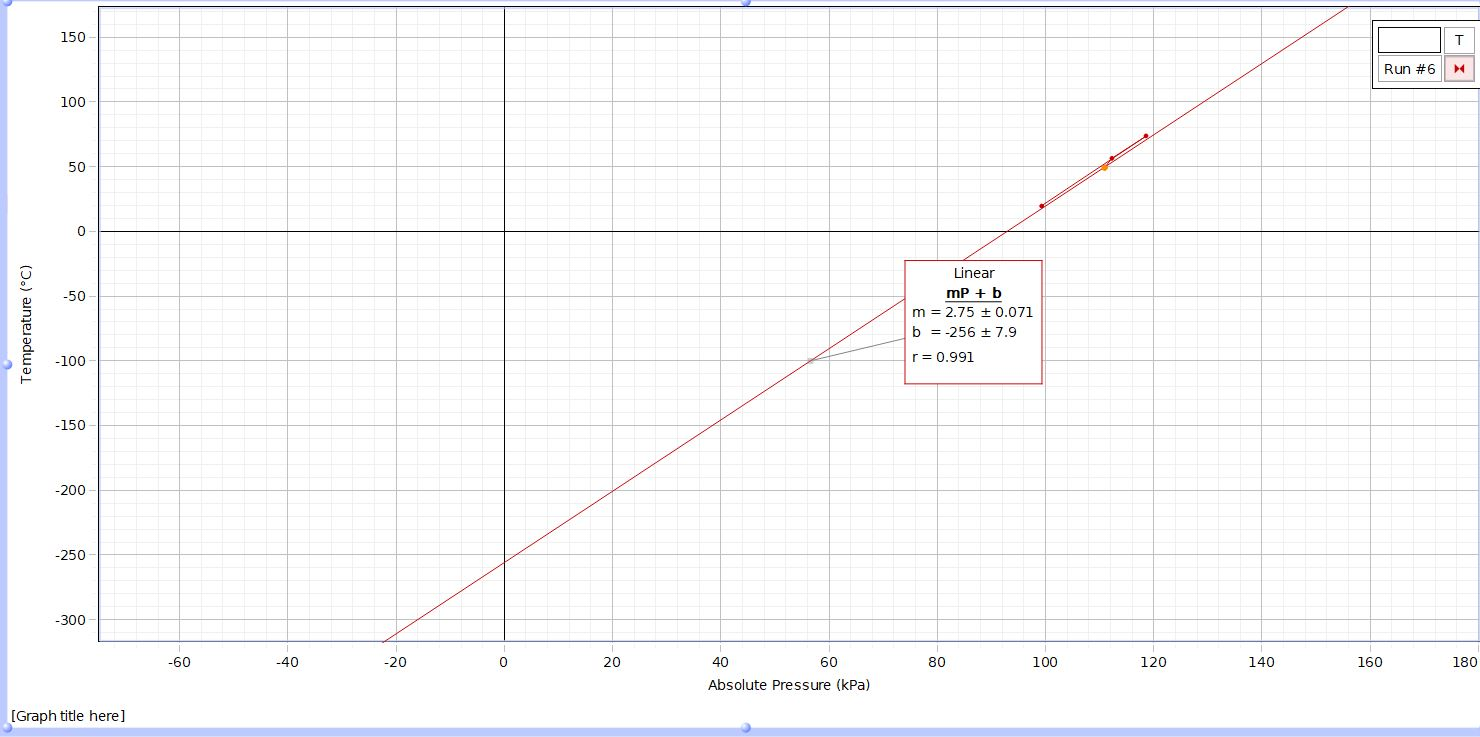 150
100
50
0
-50
-100
-150
-200
-250
-300
Temperature (°C)
T
Run #6
Linear
mP + b
m = 2.75 ± 0.071
b = -256 ± 7.9
r = 0.991
-60 -40 -20 0 20 40 60 80 100 120 140 160 180
Absolute Pressure (kPa)
[Graph title here]